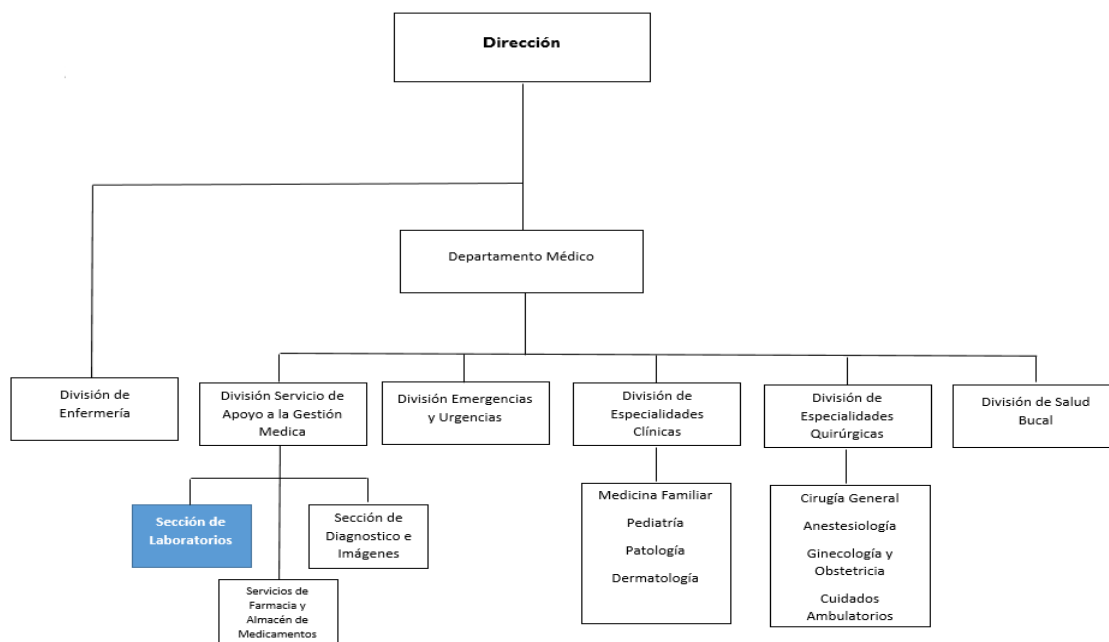 Dirección
Departamento Médico
División de
Enfermería
División Servicio de
Apoyo a la Gestión
Medica
División Emergencias
y Urgencias
División de
Especialidades
Clínicas
División de
Especialidades
Quirúrgicas
División de Salud
Bucal
Sección de
Laboratorios
Sección de
Diagnostico e
Imágenes
Servicios de
Farmacia y
Almacén de
Medicamentos
Medicina Familiar
Pediatría
Patología
Dermatología
Cirugía General
Anestesiología
Ginecología y
Obstetricia
Cuidados
Ambulatorios